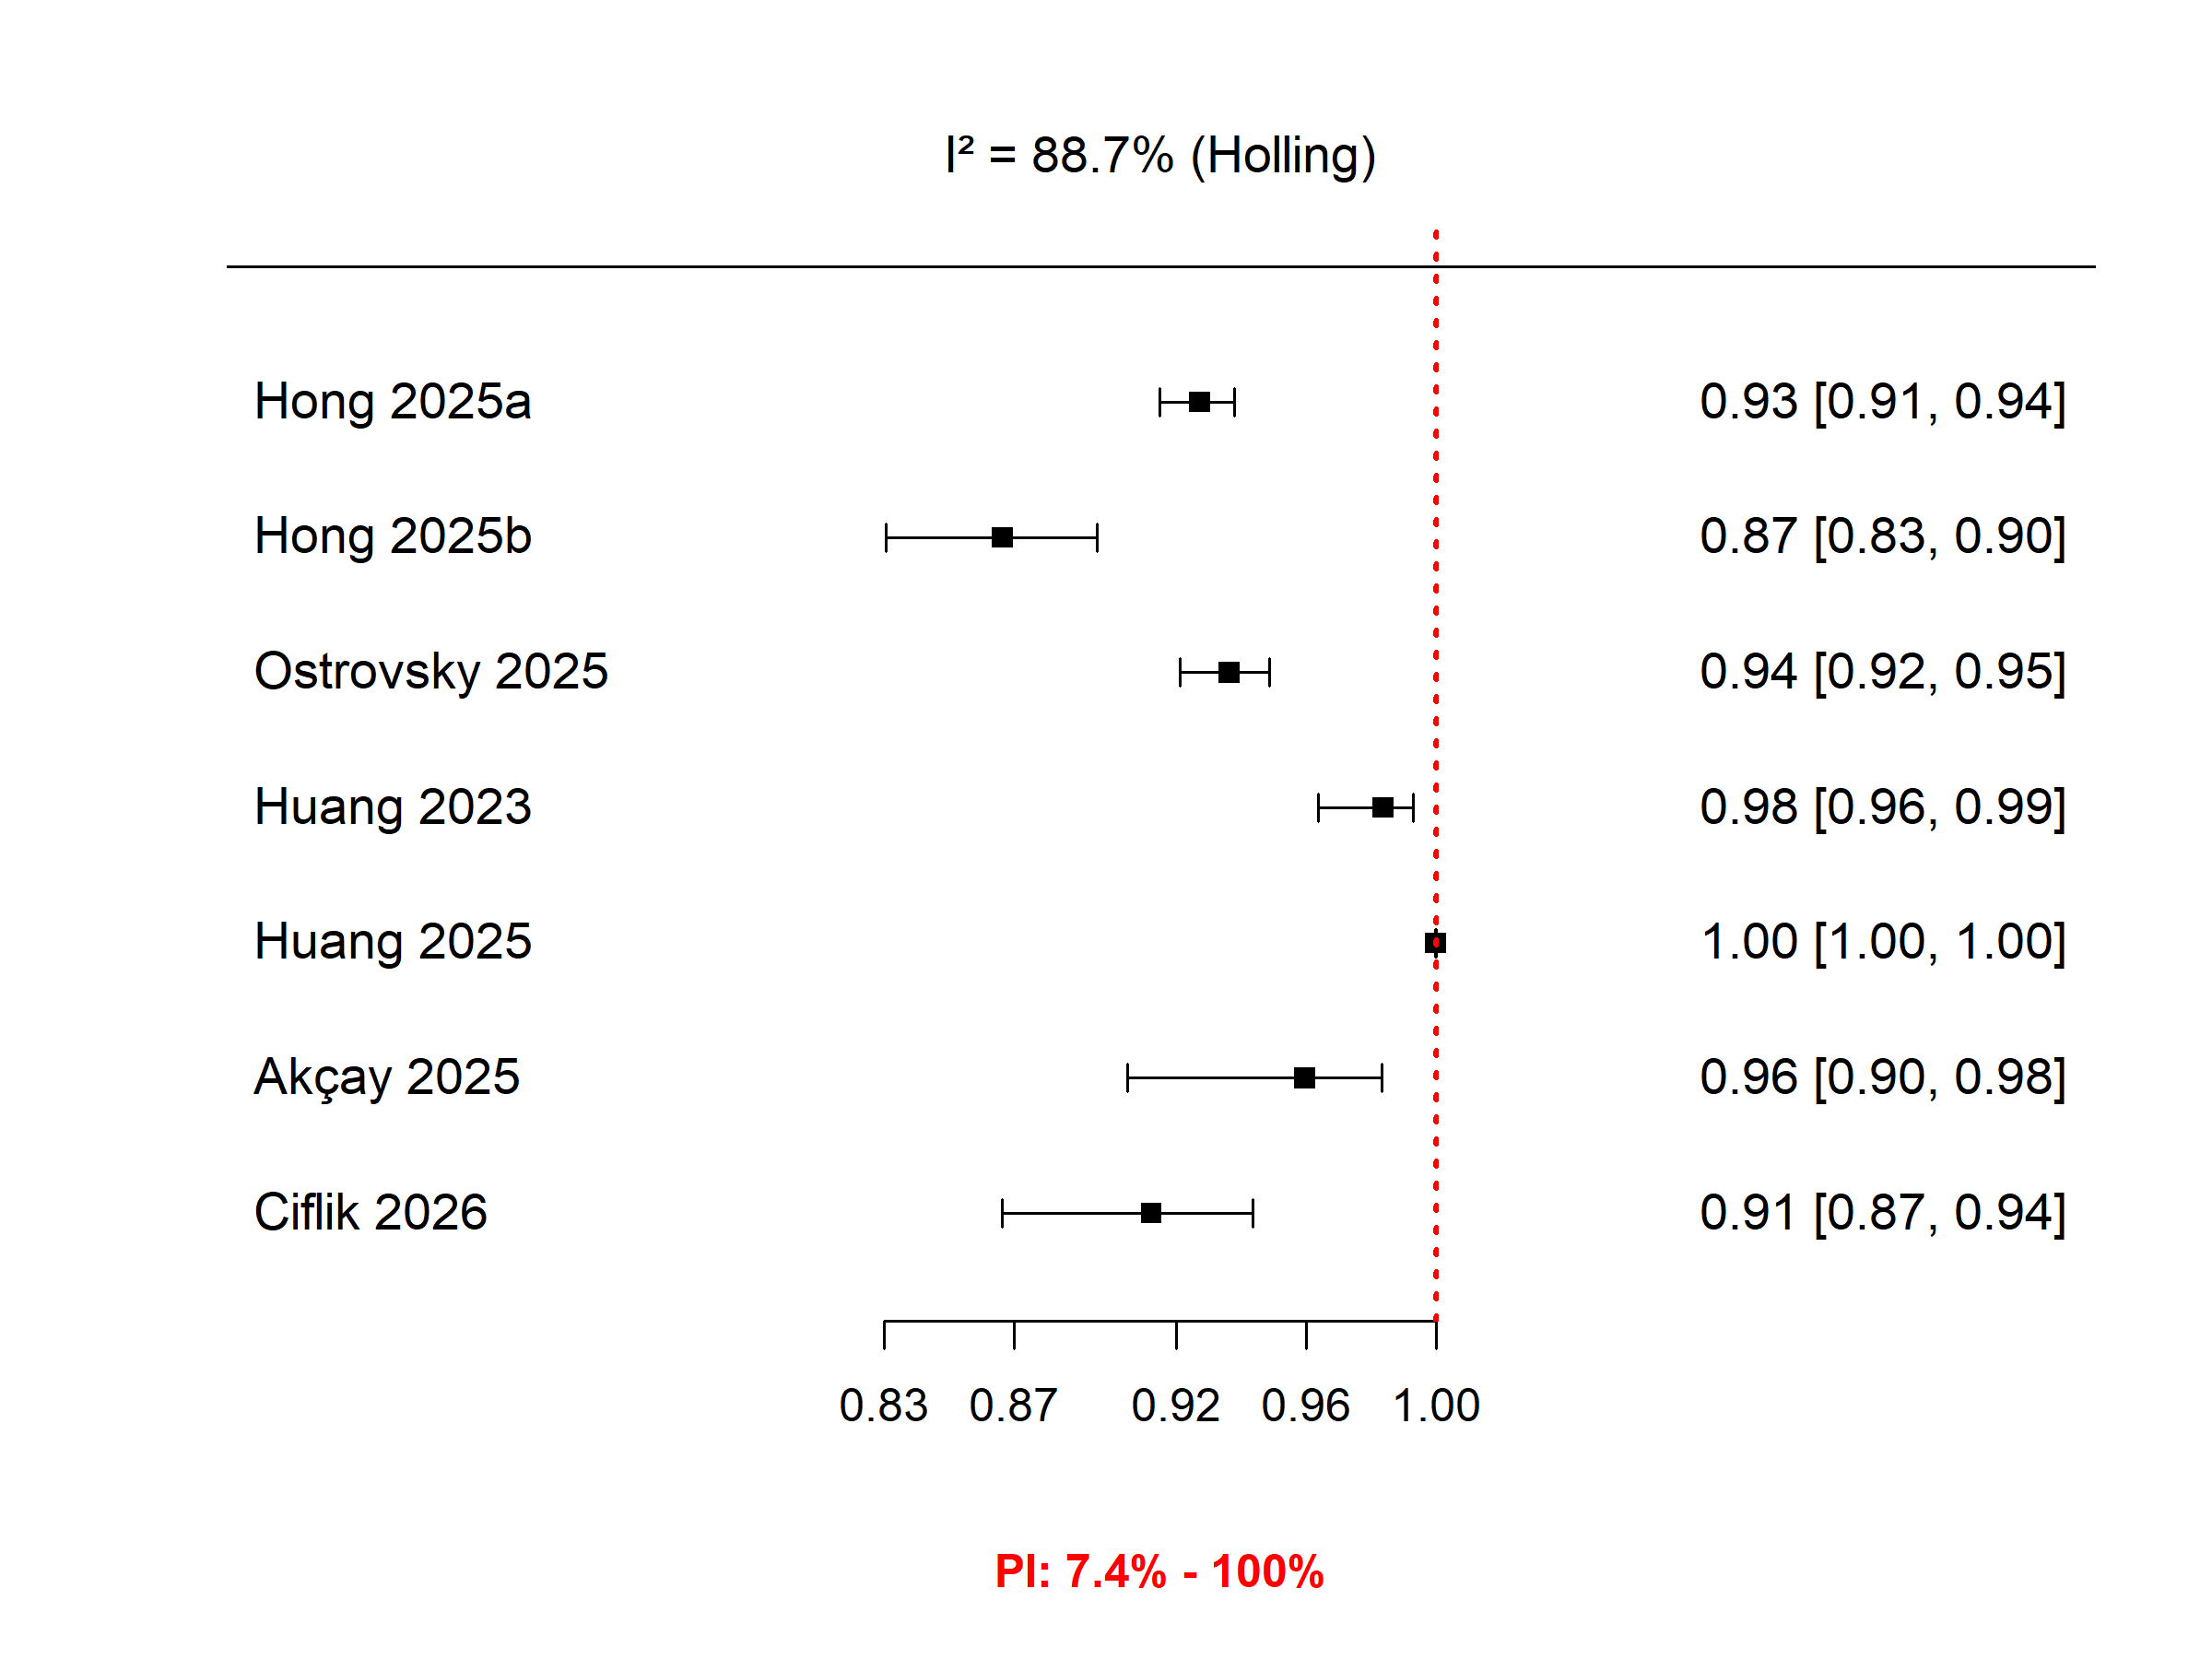 I² = 88.7% (Holling)
Hong 2025a 0.93 [0.91, 0.94]
Hong 2025b 0.87 [0.83, 0.90]
Ostrovsky 2025 0.94 [0.92, 0.95]
Huang 2023 0.98 [0.96, 0.99]
Huang 2025 1.00 [1.00, 1.00]
Akçay 2025 0.96 [0.90, 0.98]
Ciflik 2026 0.91 [0.87, 0.94]
0.83 0.87 0.92 0.96 1.00
PI: 7.4% - 100%